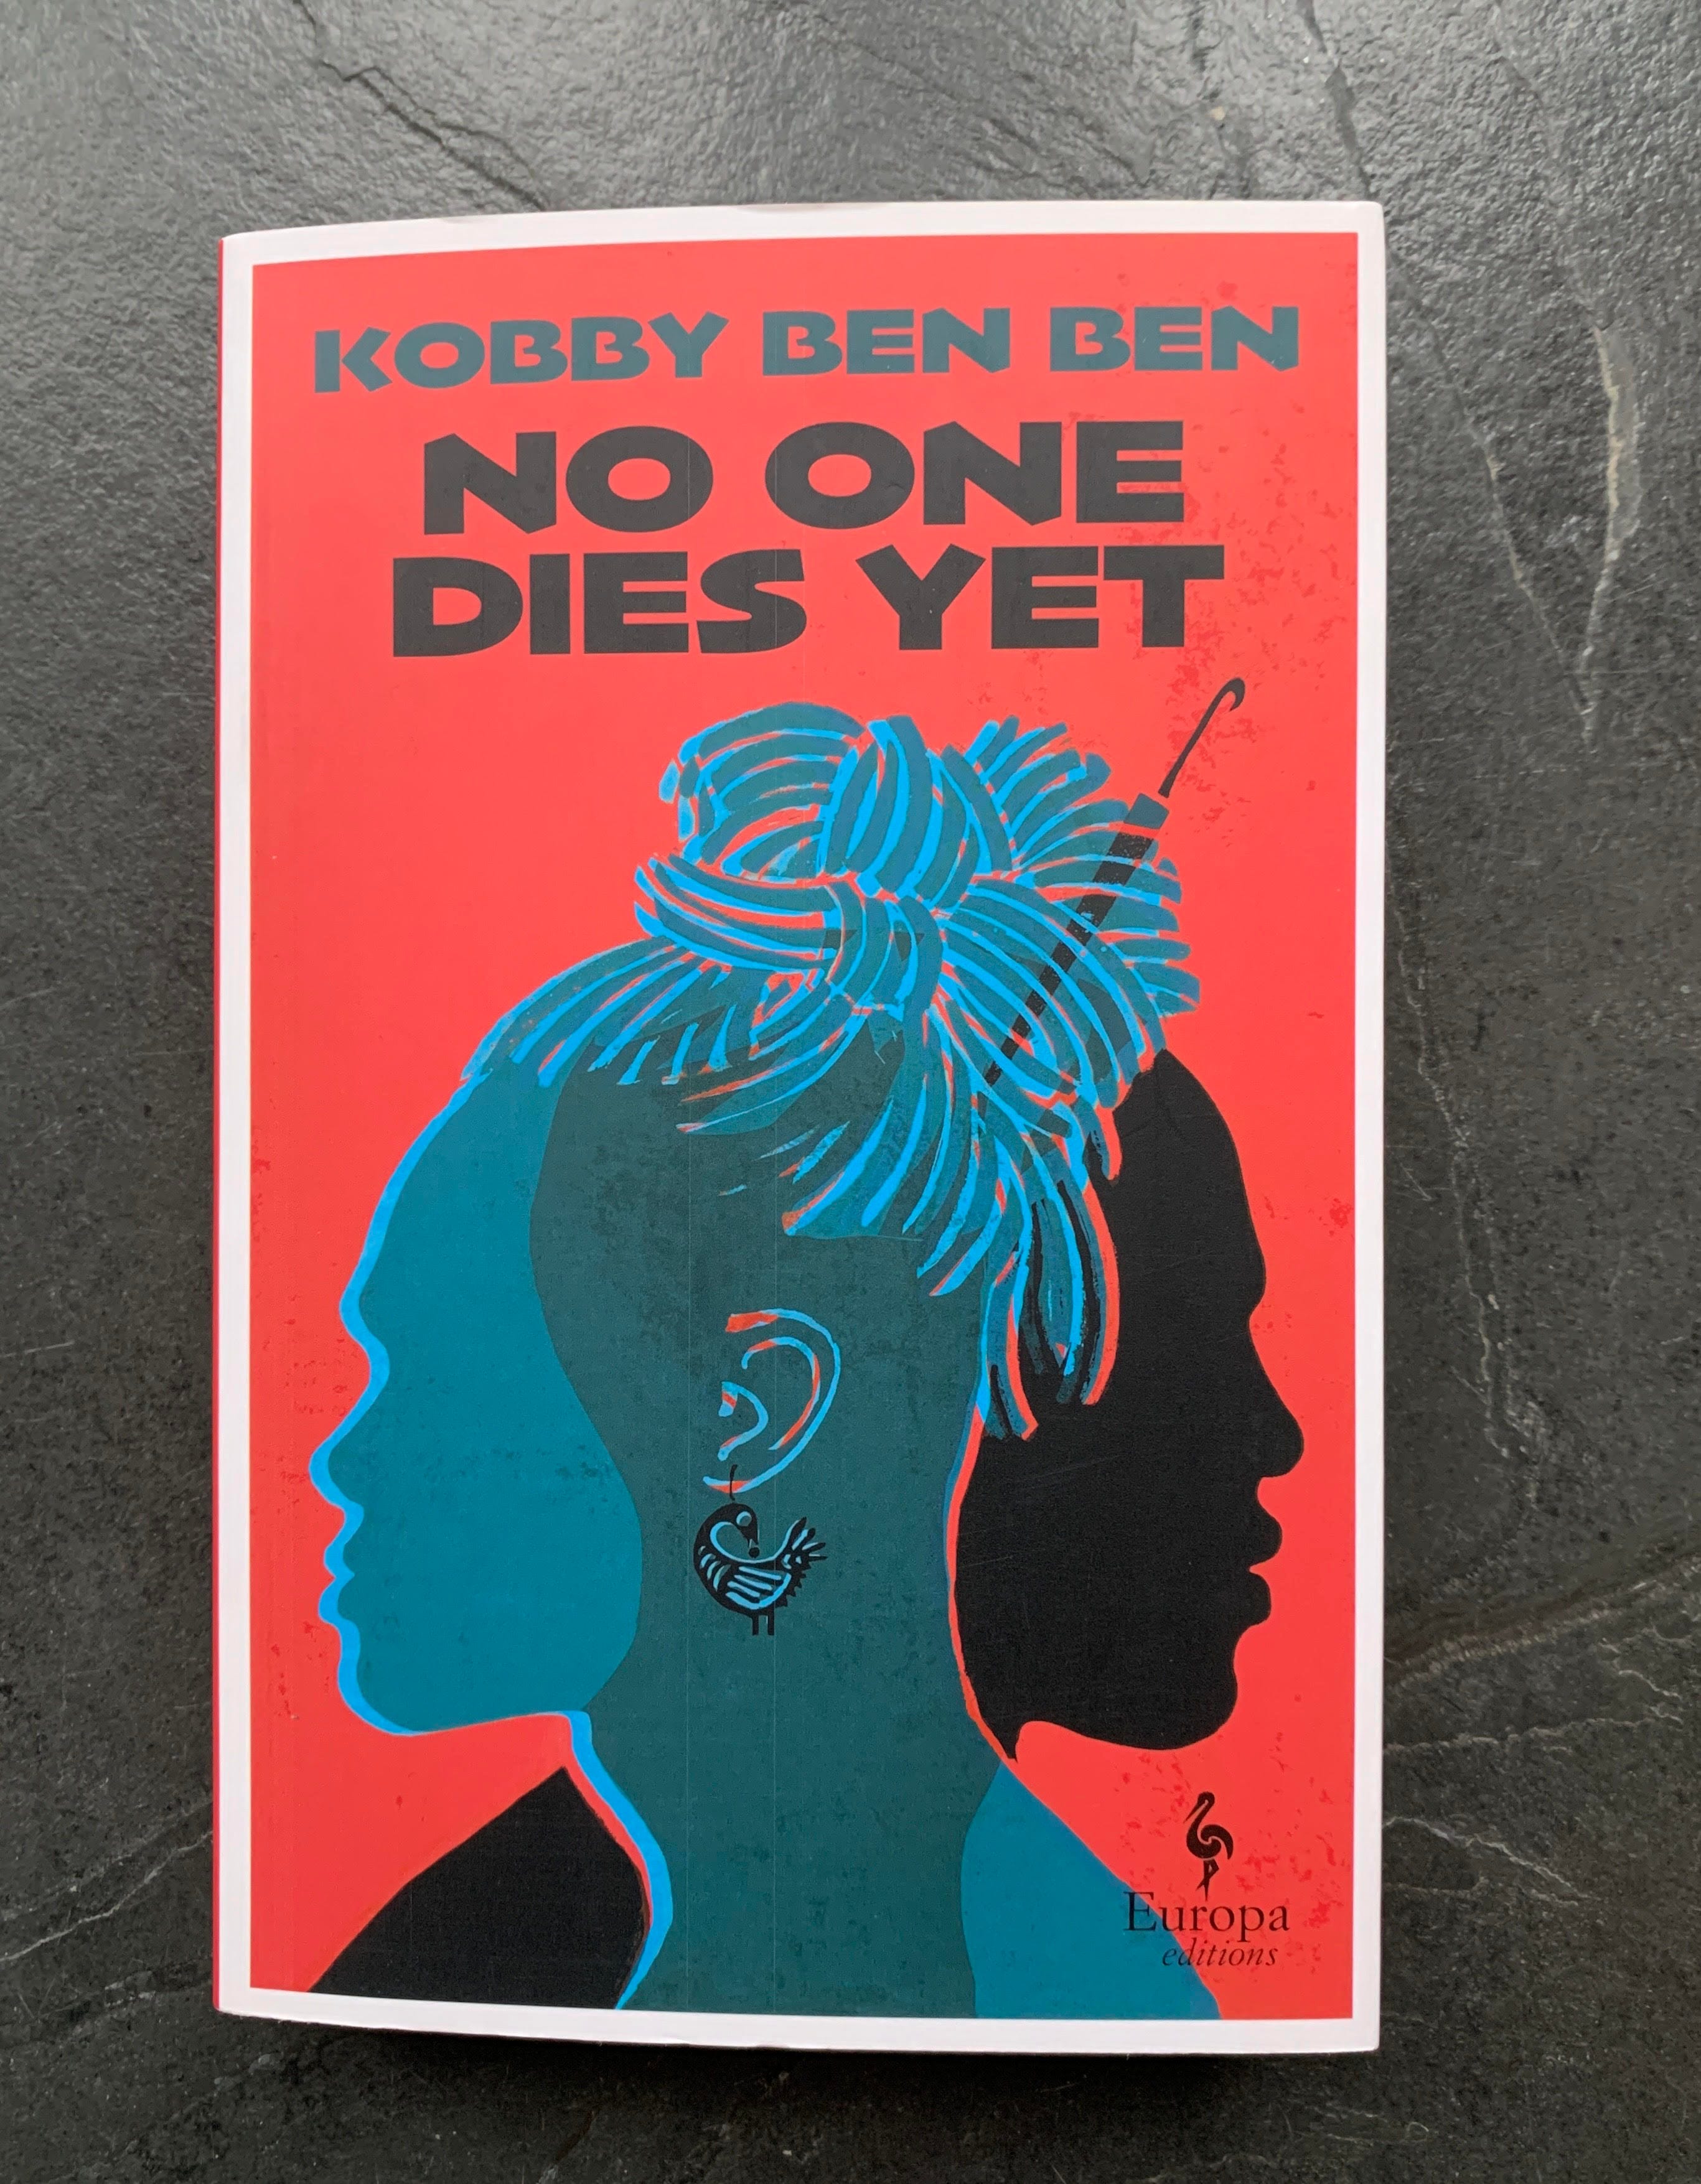 KOBBY BEN BEN
NO ONE
DIES YET
Europa
editions